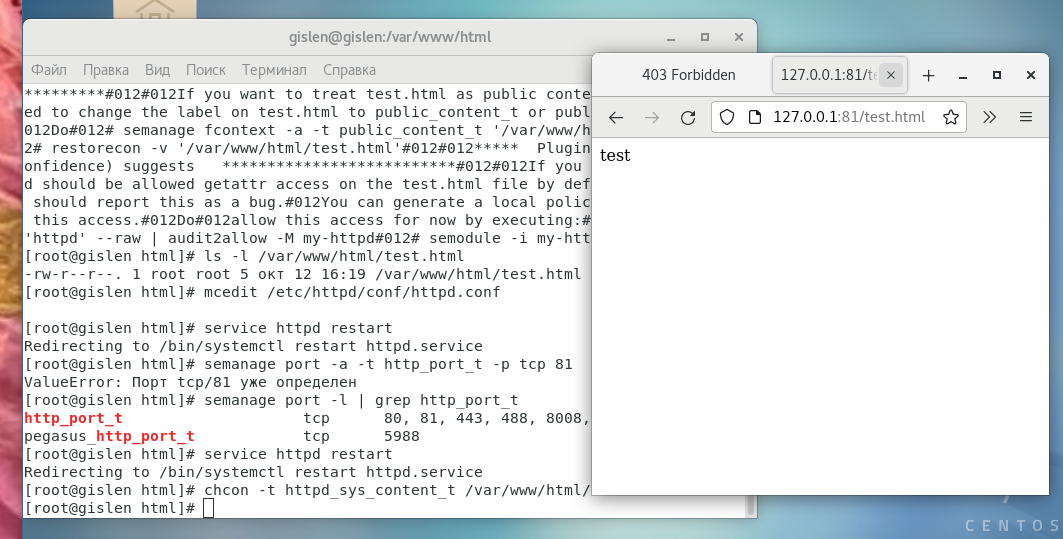 gislen@gislen:/var/www/html
Файл Правка Вид Поиск Терминал Справка
*********#012#012If you want to treat test.html as public conte
ed to change the label on test.html to public_content_t or publ
012Do#012# semanage fcontext -a -t public_content_t '/var/www/h
2# restorecon -v '/var/www/html/test.html'#012#012***** Plugin
onfidence) suggests **************************#012#012If you
d should be allowed getattr access on the test.html file by def
should report this as a bug.#012You can generate a local polic
this access.#012Do#012allow this access for now by executing:#
'httpd' --raw | audit2allow -M my-httpd#012# semodule -i my-htt
[root@gislen html]# ls -l /var/www/html/test.html
-rw-r--r--. 1 root root 5 окт 12 16:19 /var/www/html/test.html
[root@gislen html]# mcedit /etc/httpd/conf/httpd.conf
[root@gislen html]# service httpd restart
Redirecting to /bin/systemctl restart httpd.service
[root@gislen html]# semanage port -a -t http_port_t -p tcp 81
ValueError: Порт tcp/81 уже определен
[root@gislen html]# semanage port -l | grep http_port_t
http_port_t tcp 80, 81, 443, 488, 8008,
pegasus_http_port_t tcp 5988
[root@gislen html]# service httpd restart
Redirecting to /bin/systemctl restart httpd.service
[root@gislen html]# chcon -t httpd_sys_content_t /var/www/html/
[root@gislen html]#
403 Forbidden
127.0.0.1:81/te
127.0.0.1:81/test.html
test
CENTOS